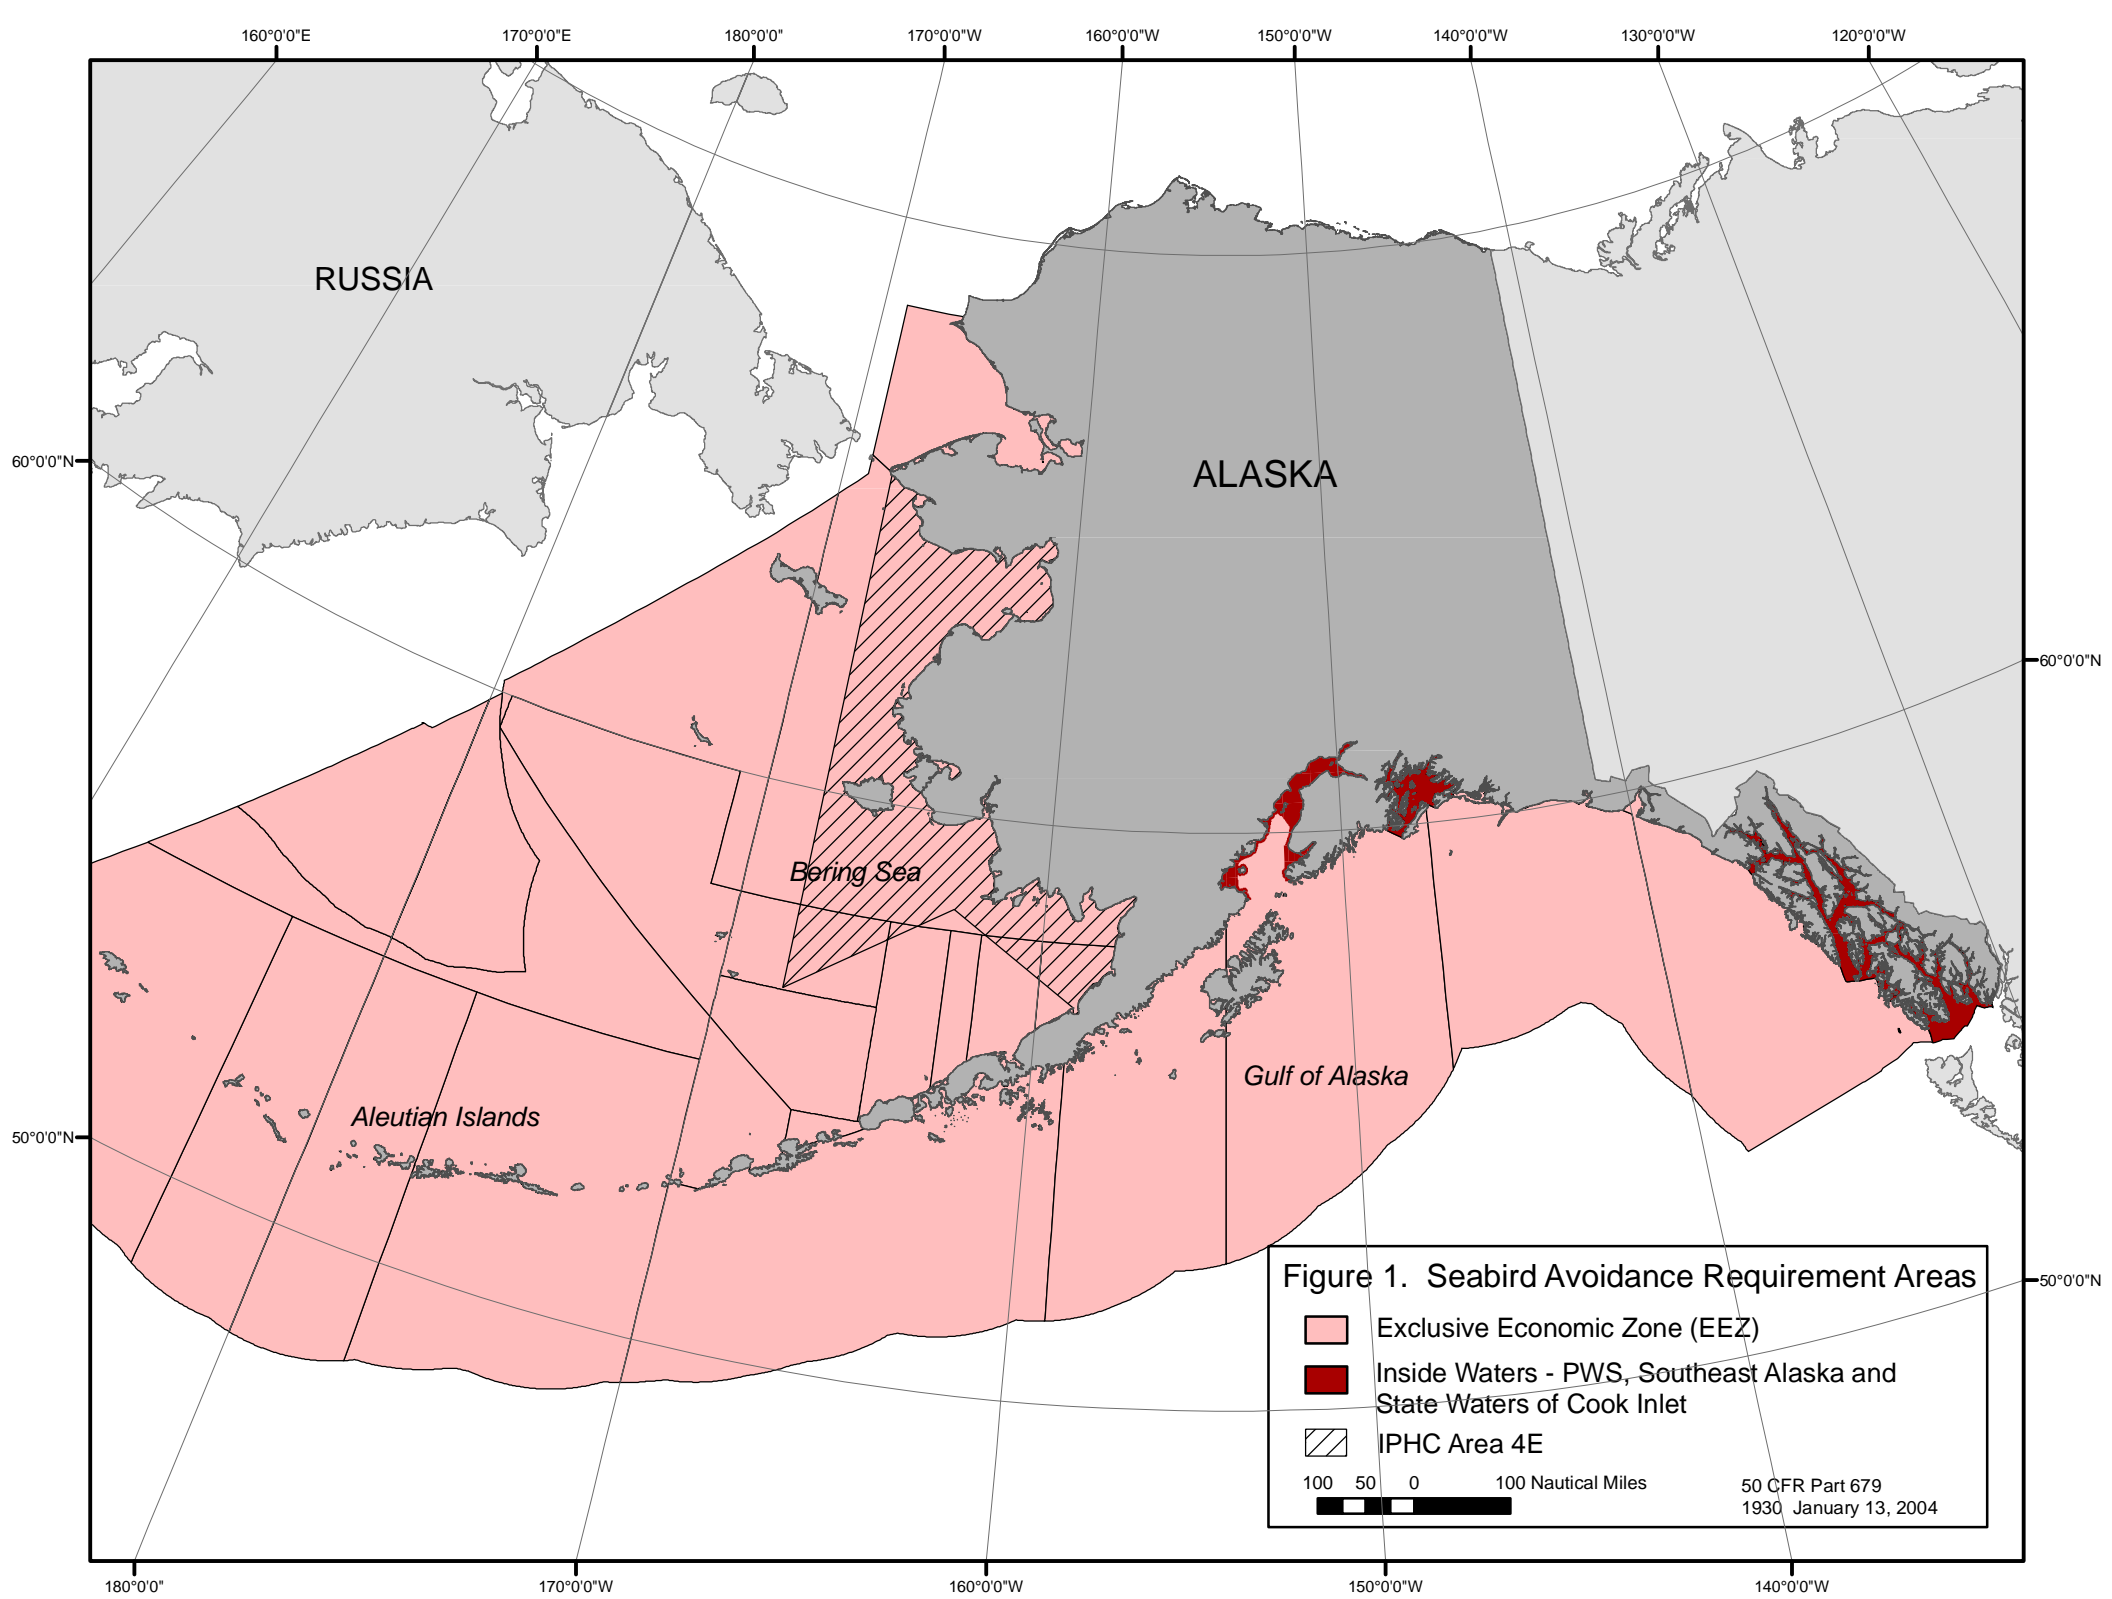 160°0'0"E
170°0'0"E
180°0'0"
170°0'0"W
160°0'0"W
150°0'0"W
140°0'0"W
130°0'0"W
120°0'0"W
RUSSIA
60°0'0"N
ALASKA
60°0'0"N
Bering Sea
Gulf of Alaska
Aleutian Islands
50°0'0"N
Figure 1. Seabird Avoidance Requirement Areas
50°0'0"N
Exclusive Economic Zone (EEZ)
Inside Waters - PWS, Southeast Alaska and
State Waters of Cook Inlet
IPHC Area 4E
100 50 0 100 Nautical Miles
50 CFR Part 679
1930 January 13, 2004
180°0'0"
170°0'0"W
160°0'0"W
150°0'0"W
140°0'0"W